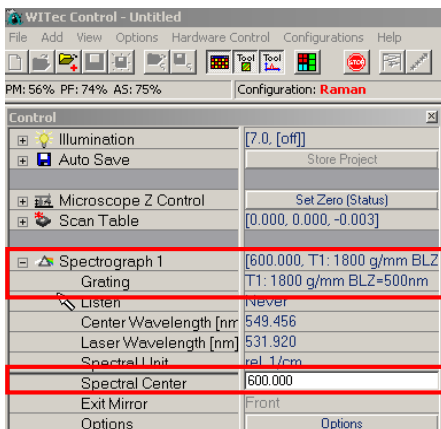 WITec Control - Untitled
File Add View Options Hardware Control Configurations Help
Tool Tool STOP
PM: 56% PF: 74% AS: 75% Configuration: Raman
Control
Illumination [7.0, [off]]
Auto Save Store Project
Microscope Z Control Set Zero (Status)
Scan Table [0.000, 0.000, -0.003]
Spectrograph 1 [600.000, T1: 1800 g/mm BLZ
Grating T1: 1800 g/mm BLZ=500nm
Listen Never
Center Wavelength [nm 549.456
Laser Wavelength [nm] 531.920
Spectral Unit rel. 1/cm
Spectral Center 600.000
Exit Mirror Front
Options Options